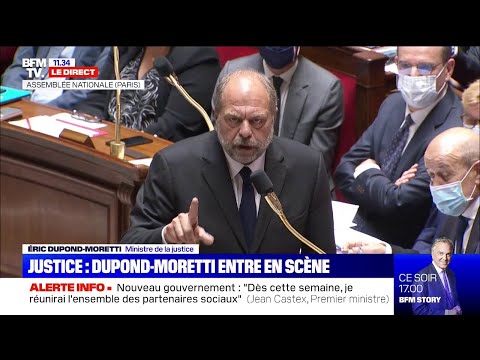 BFM
TV.
11.34
LE DIRECT
ASSEMBLÉE NATIONALE (PARIS)
ÉRIC DUPOND-MORETTI Ministre de la justice
JUSTICE : DUPOND-MORETTI ENTRE EN SCÈNE
ALERTE INFO Nouveau gouvernement : "Dès cette semaine, je
réunirai l'ensemble des partenaires sociaux" (Jean Castex, Premier ministre)
CE SOIR
17.00
BFM STORY